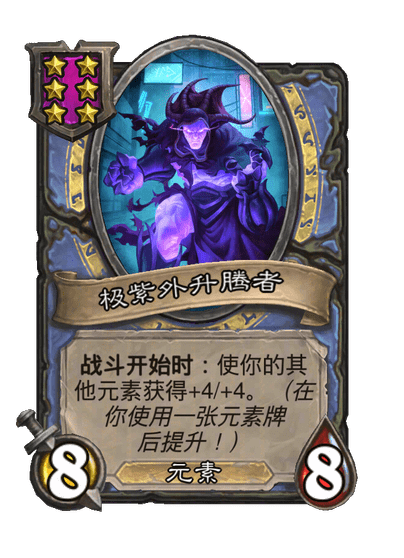 极紫外升腾者
战斗开始时：使你的其
他元素获得+4/+4。（在
你使用一张元素牌
后提升！）
8
元素
8